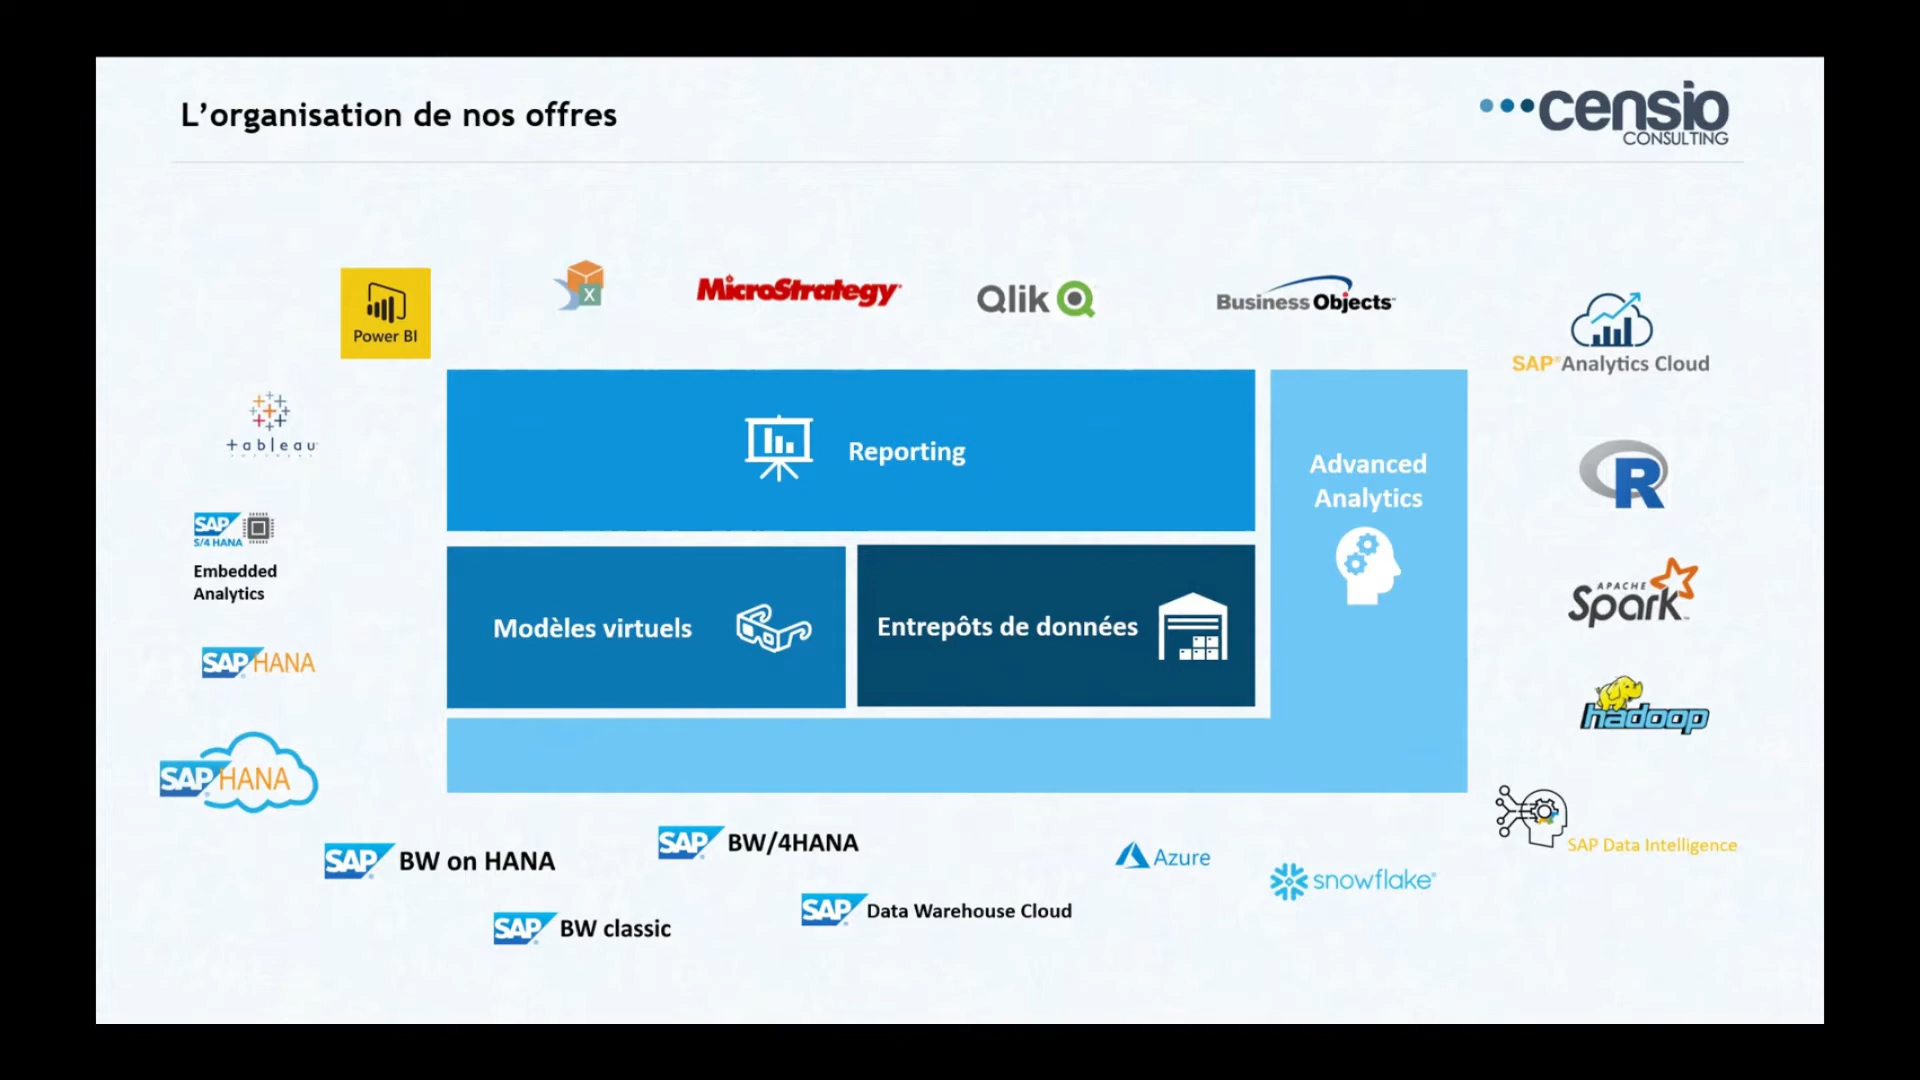 L’organisation de nos offres
censio
CONSULTING
Power BI
X
MicroStrategy
Qlik
Business Objects
SAP® Analytics Cloud
tableau
Reporting
Advanced
Analytics
R
SAP
S/4 HANA
Embedded
Analytics
APACHE
Spark™
Modèles virtuels
Entrepôts de données
SAP HANA
hadoop
SAP HANA
SAP Data Intelligence
SAP BW on HANA
SAP BW/4HANA
Azure
snowflake®
SAP BW classic
SAP Data Warehouse Cloud